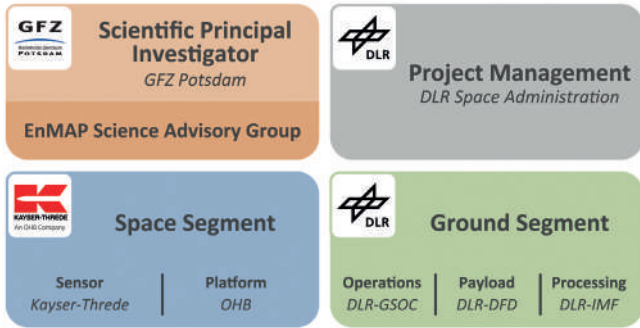 GFZ
POTSDAM
Scientific Principal
Investigator
GFZ Potsdam
EnMAP Science Advisory Group
DLR
Project Management
DLR Space Administration
KAYSER-THREDE
An OHB Company
Space Segment
Sensor
Kayser-Threde
Platform
OHB
DLR
Ground Segment
Operations
DLR-GSOC
Payload
DLR-DFD
Processing
DLR-IMF